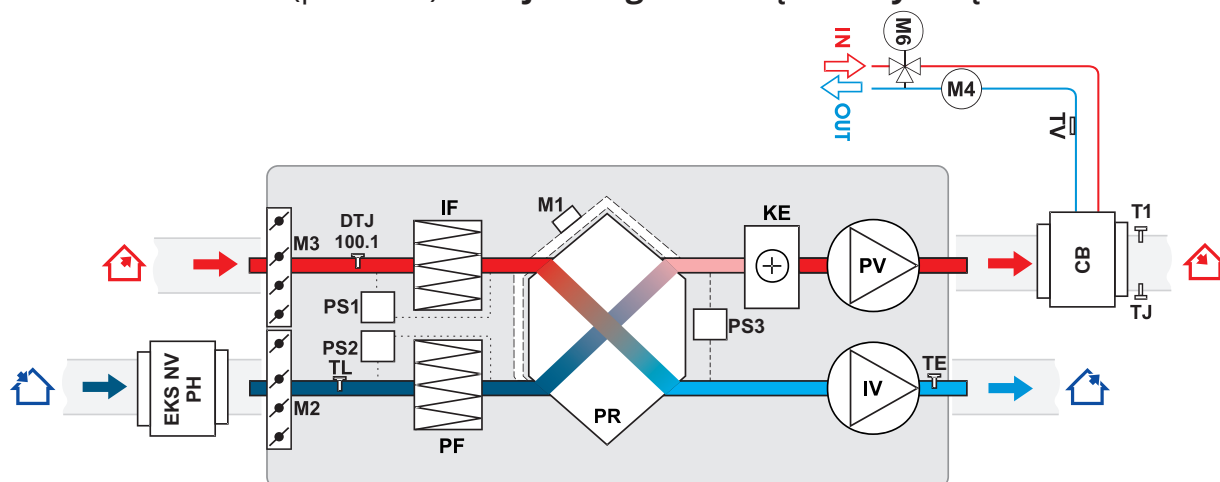 M6
IN
M4
OUT
TV
DTJ
100.1
IF
M1
KE
T1
M3
PV
CB
PS1
PS3
TJ
PS2
TL
TE
EKS NV
PH
M2
PF
PR
IV